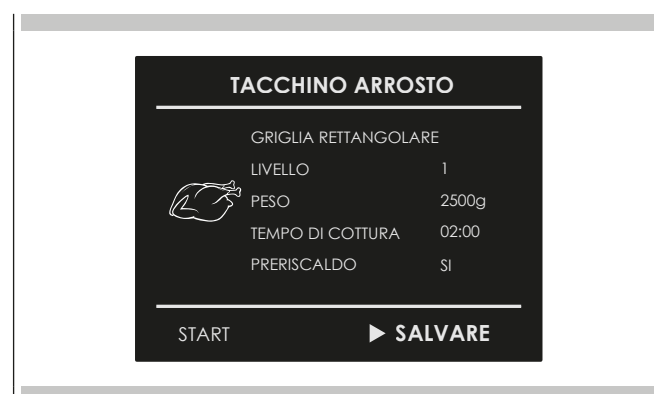 TACCHINO ARROSTO
GRIGLIA RETTANGOLARE
LIVELLO 1
PESO 2500g
TEMPO DI COTTURA 02:00
PRERISCALDO SI
START ▶ SALVARE